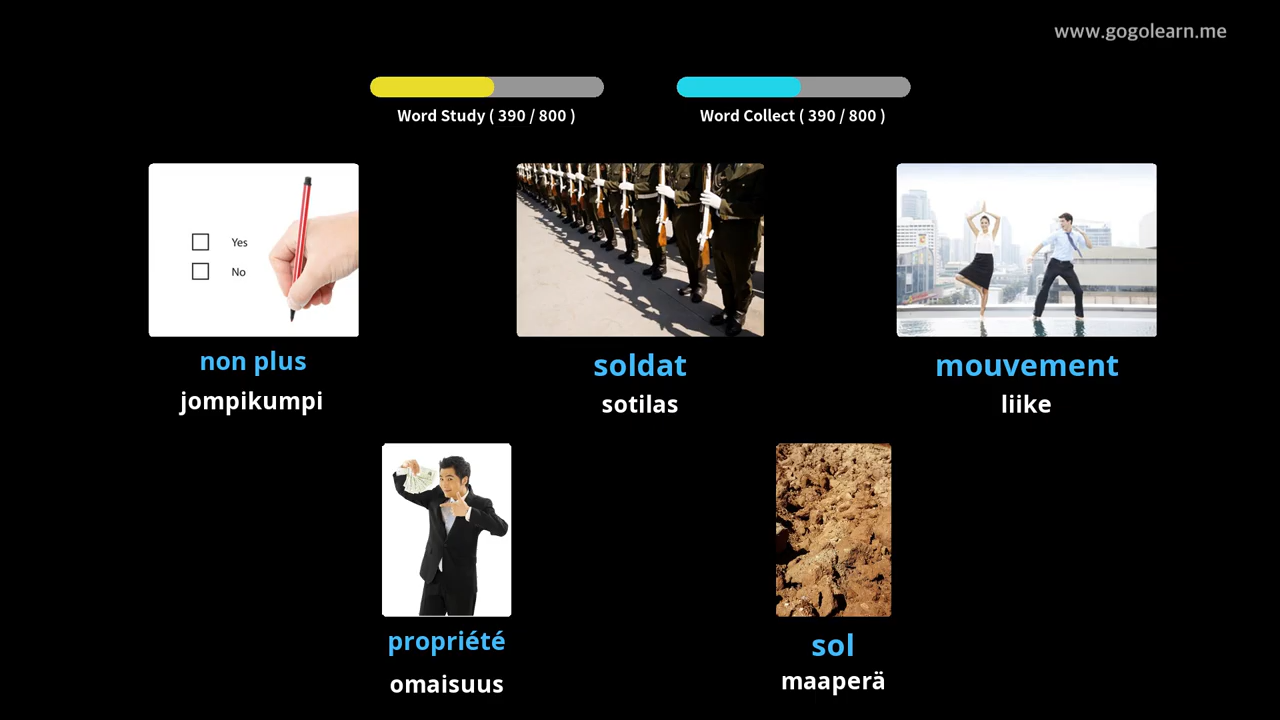 www.gogolearn.me
Word Study ( 390 / 800 )
Word Collect ( 390 / 800 )
Yes
No
non plus
jompikumpi
soldat
sotilas
mouvement
liike
propriété
omaisuus
sol
maaperä